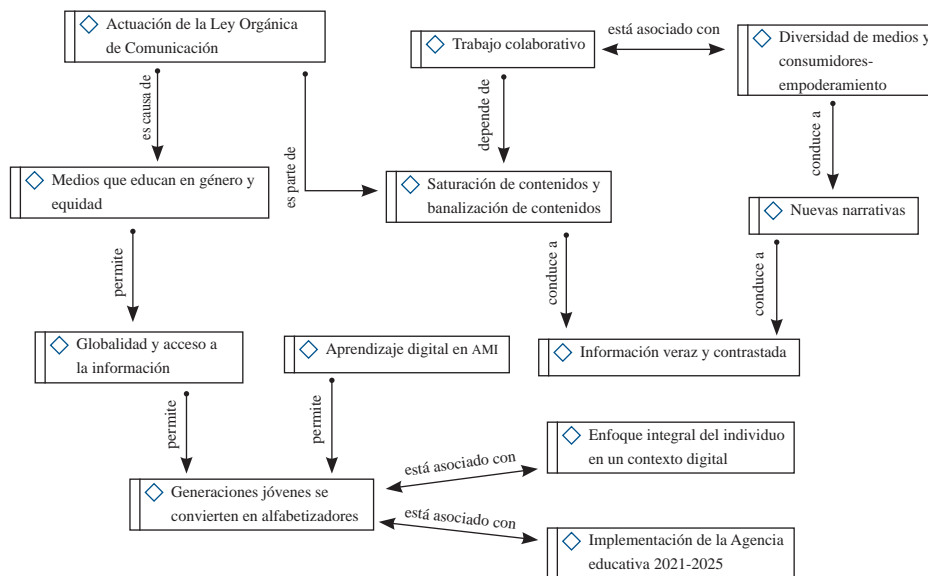 Actuación de la Ley Orgánica
de Comunicación
Trabajo colaborativo
está asociado con
Diversidad de medios y
consumidores-
empoderamiento
es causa de
es parte de
depende de
conduce a
Medios que educan en género y
equidad
Saturación de contenidos y
banalización de contenidos
Nuevas narrativas
permite
conduce a
conduce a
Globalidad y acceso a
la información
Aprendizaje digital en AMI
Información veraz y contrastada
permite
permite
Generaciones jóvenes se
convierten en alfabetizadores
está asociado con
Enfoque integral del individuo
en un contexto digital
está asociado con
Implementación de la Agencia
educativa 2021-2025